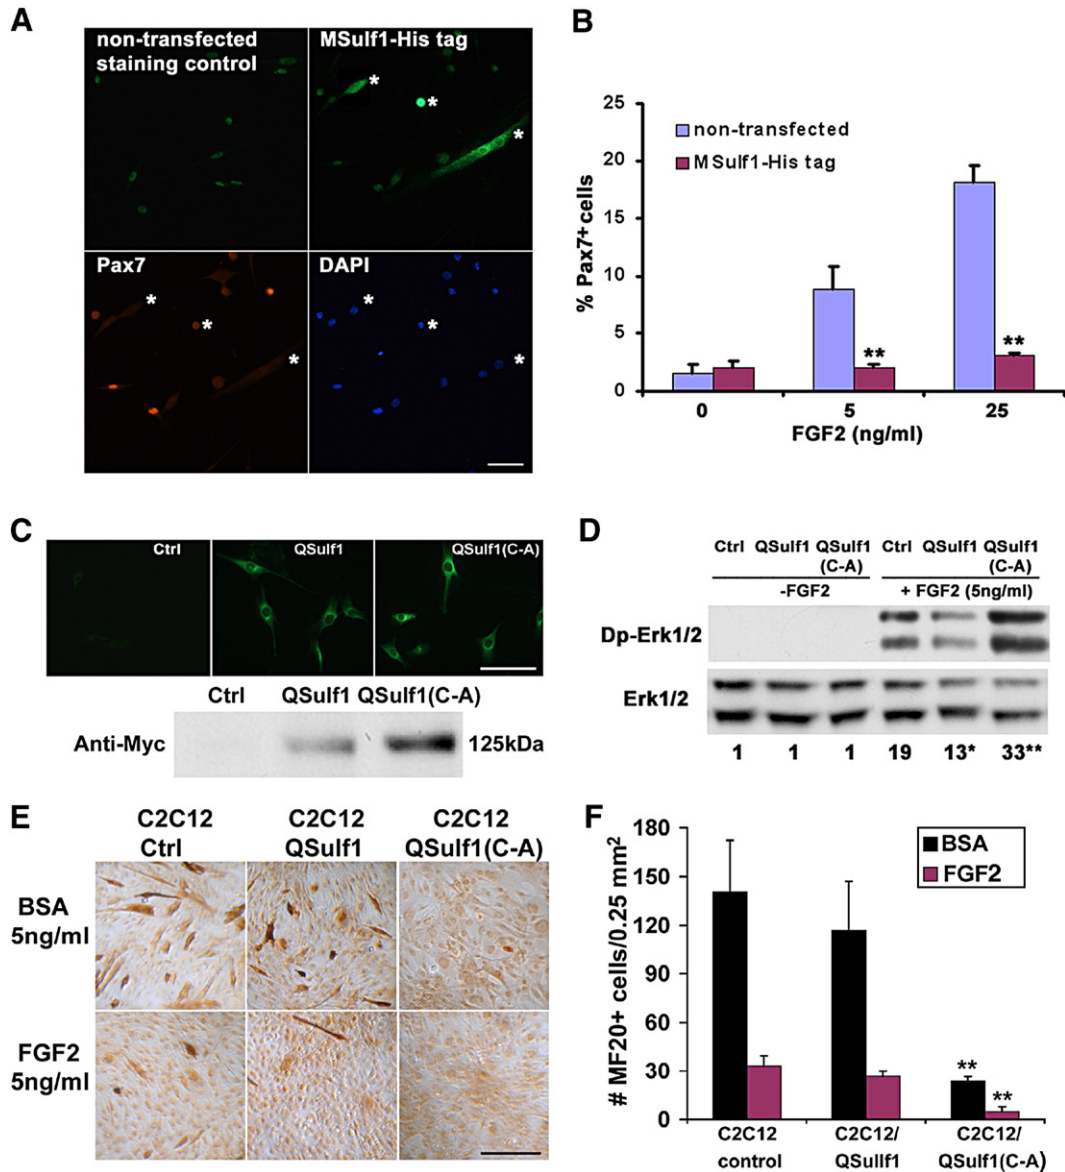 A
non-transfected
staining control
MSulf1-His tag
*
*
*
Pax7
*
*
*
DAPI
*
*
*
B
% Pax7+ cells
25
20
15
10
5
0
non-transfected
MSulf1-His tag
**
**
0 5 25
FGF2 (ng/ml)
C
Ctrl
QSulf1
QSulf1(C-A)
Ctrl QSulf1 QSulf1(C-A)
Anti-Myc
125kDa
D
Ctrl QSulf1 QSulf1 Ctrl QSulf1 QSulf1
(C-A) (C-A)
-FGF2 + FGF2 (5ng/ml)
Dp-Erk1/2
Erk1/2
1 1 1 19 13* 33**
E
C2C12 C2C12 C2C12
Ctrl QSulf1 QSulf1(C-A)
BSA
5ng/ml
FGF2
5ng/ml
F
# MF20+ cells/0.25 mm²
180
150
120
90
60
30
0
BSA
FGF2
**
**
C2C12 C2C12/ C2C12/
control QSullf1 QSulf1(C-A)